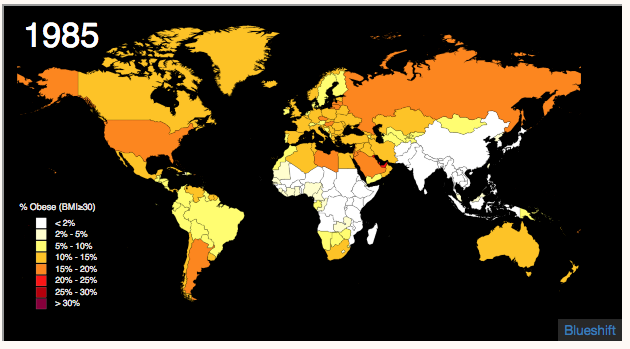 1985
% Obese (BMI≥30)
< 2%
2% - 5%
5% - 10%
10% - 15%
15% - 20%
20% - 25%
25% - 30%
> 30%
Blueshift